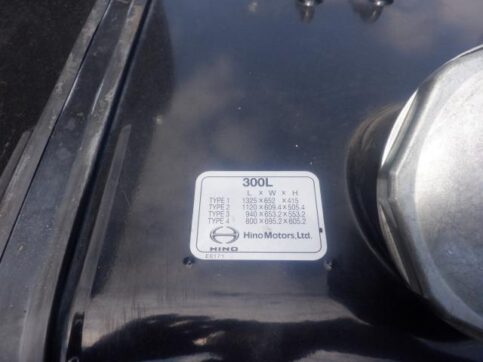 300L
L × W × H
TYPE 1 1325×652 ×415
TYPE 2 1120×609.4×505.4
TYPE 3 940×653.2×553.2
TYPE 4 800×695.2×605.2
HINO Hino Motors, Ltd.
E8171